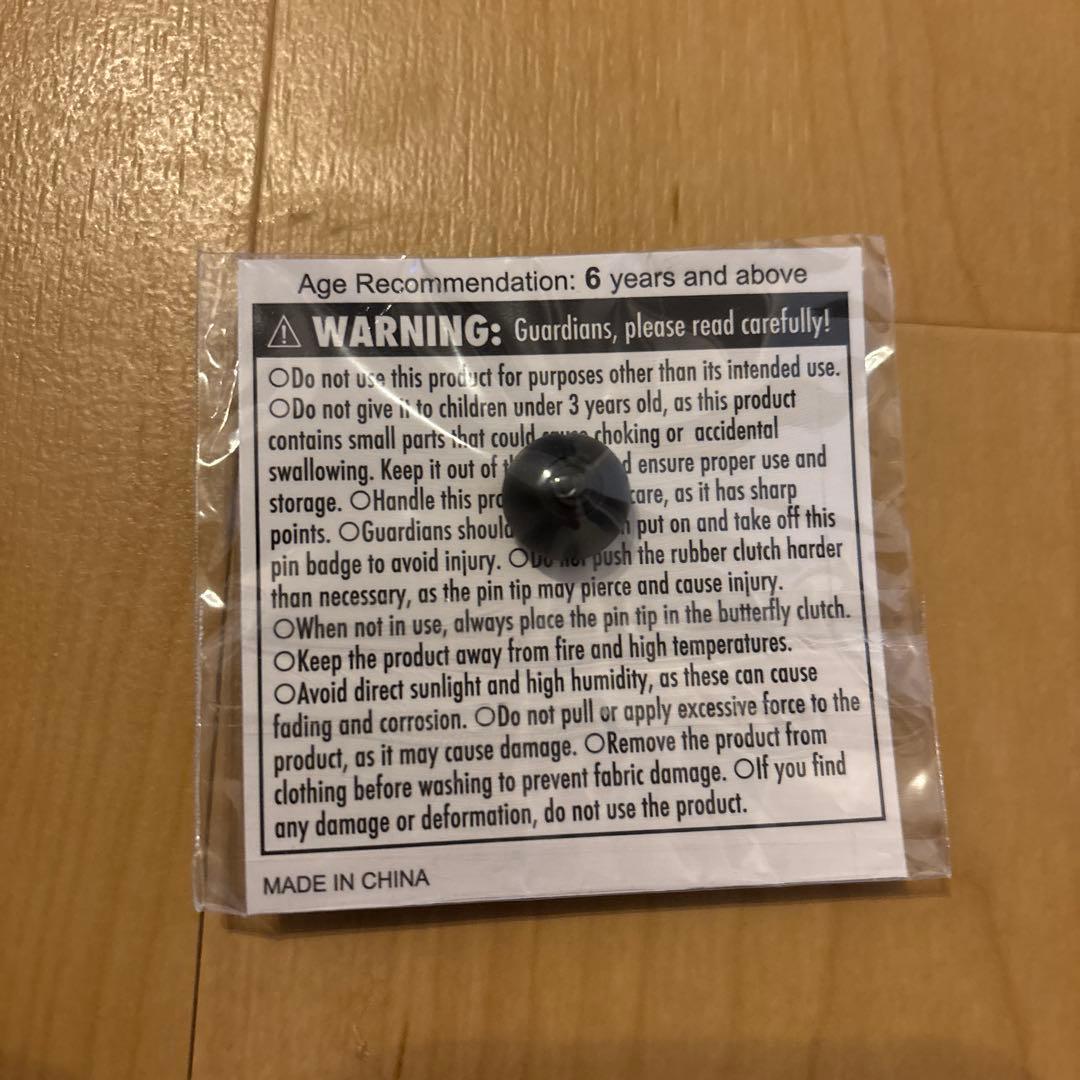 Age Recommendation: 6 years and above
⚠ WARNING: Guardians, please read carefully!
○Do not use this product for purposes other than its intended use.
○Do not give it to children under 3 years old, as this product
contains small parts that could cause choking or accidental
swallowing. Keep it out of ensure proper use and
storage. ○Handle this care, as it has sharp
points. ○Guardians should put on and take off this
pin badge to avoid injury. ○Do not push the rubber clutch harder
than necessary, as the pin tip may pierce and cause injury.
○When not in use, always place the pin tip in the butterfly clutch.
○Keep the product away from fire and high temperatures.
○Avoid direct sunlight and high humidity, as these can cause
fading and corrosion. ○Do not pull or apply excessive force to the
product, as it may cause damage. ○Remove the product from
clothing before washing to prevent fabric damage. ○If you find
any damage or deformation, do not use the product.
MADE IN CHINA